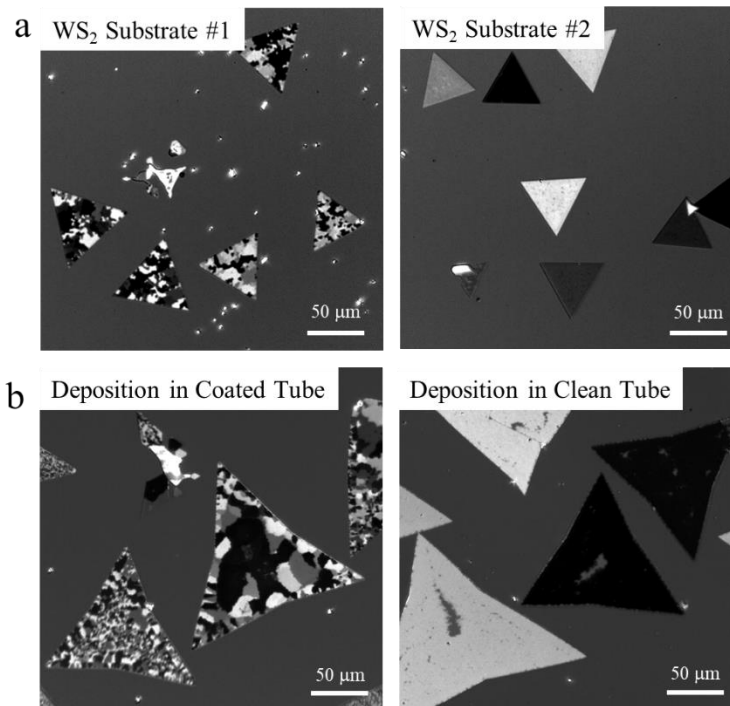 a
WS₂ Substrate #1
WS₂ Substrate #2
50 μm
50 μm
b
Deposition in Coated Tube
Deposition in Clean Tube
50 μm
50 μm